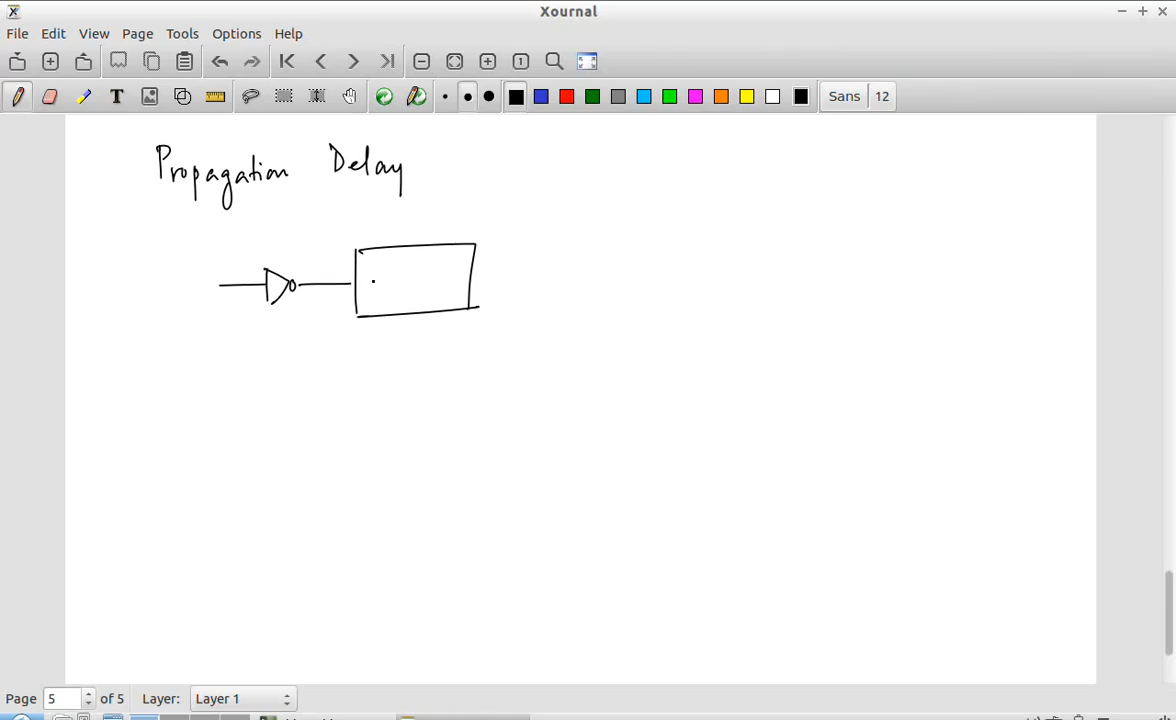 Xournal
File Edit View Page Tools Options Help
T Sans 12
Propagation Delay
Page 5 of 5 Layer: Layer 1